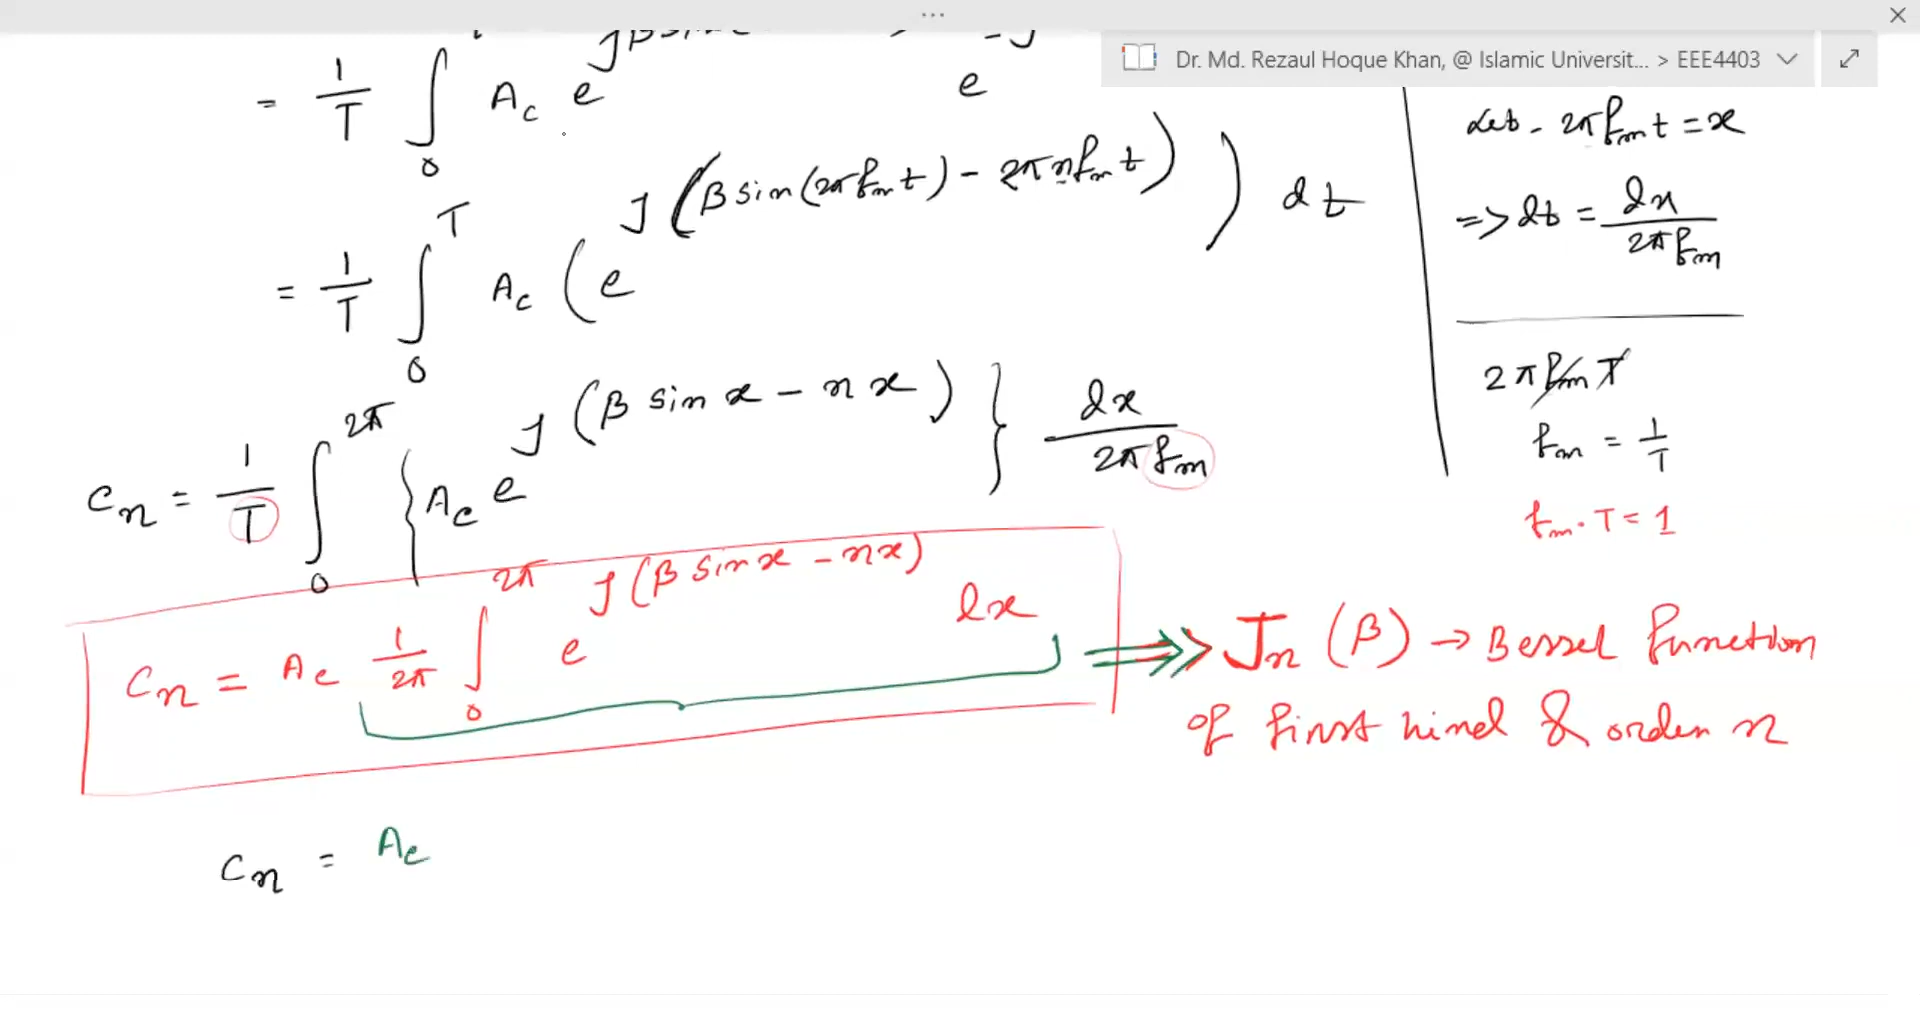 ...
Dr. Md. Rezaul Hoque Khan, @ Islamic Universit... > EEE4403
= 1/T ∫₀ A_c e e
= 1/T ∫₀^T A_c (e^{J(β sin(2πf_m t) - 2πn f_m t)}) dt
C_n = 1/T ∫₀^{2π} {A_c e^{J(β sin x - n x)}} dx/2πf_m
C_n = A_c 1/2π ∫₀^{2π} e^{J(β sin x - nx)} dx ⇒ J_n (β) → Bessel function
of first kind & order n
C_n = A_c
Let - 2πf_m t = x
=> dt = dx/2πf_m
2πf_m T
f_m = 1/T
f_m . T = 1